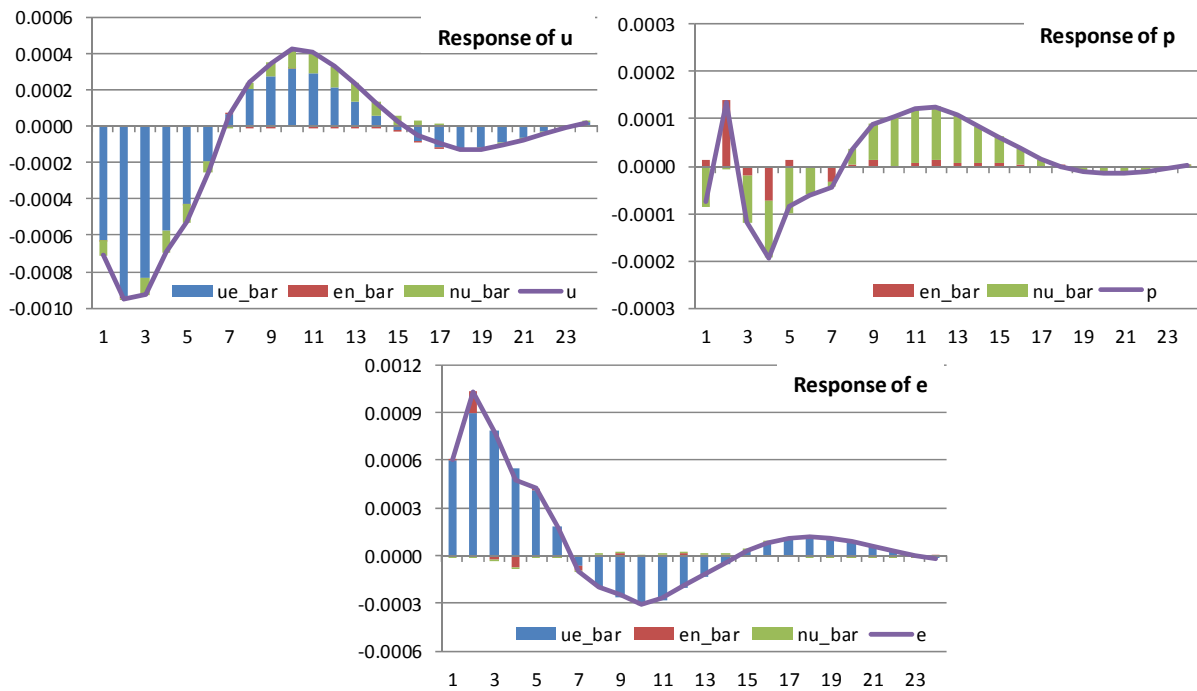 Response of u
0.0006
0.0004
0.0002
0.0000
-0.0002
-0.0004
-0.0006
-0.0008
-0.0010
ue_bar en_bar nu_bar u
1 3 5 7 9 11 13 15 17 19 21 23
Response of p
0.0003
0.0002
0.0001
0.0000
-0.0001
-0.0002
-0.0003
en_bar nu_bar p
1 3 5 7 9 11 13 15 17 19 21 23
Response of e
0.0012
0.0009
0.0006
0.0003
0.0000
-0.0003
-0.0006
ue_bar en_bar nu_bar e
1 3 5 7 9 11 13 15 17 19 21 23